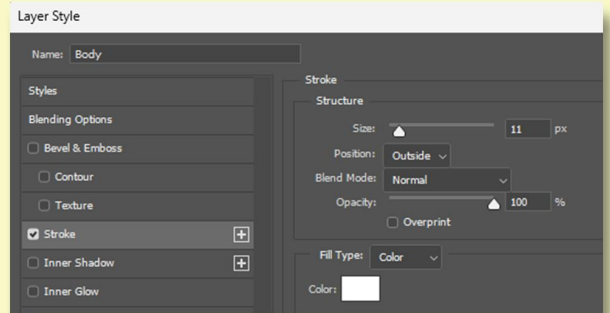 Layer Style
Name: Body
Styles
Blending Options
Bevel & Emboss
Contour
Texture
Stroke
Inner Shadow
Inner Glow
Stroke
Structure
Size: 11 px
Position: Outside
Blend Mode: Normal
Opacity: 100 %
Overprint
Fill Type: Color
Color: